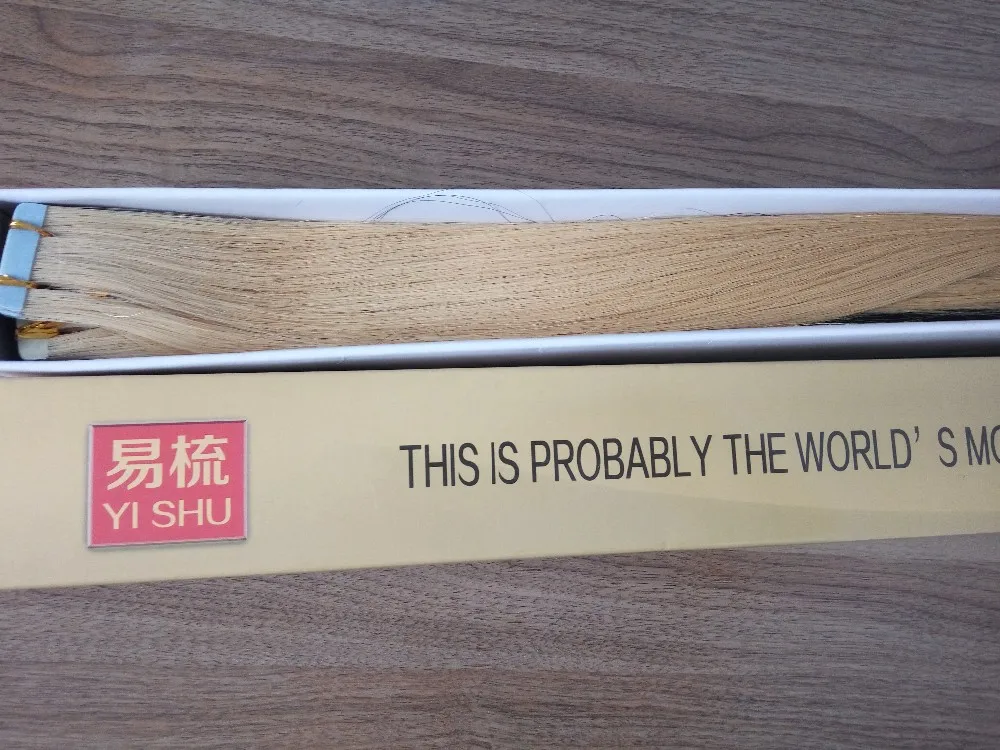 易梳
YI SHU
THIS IS PROBABLY THE WORLD' S